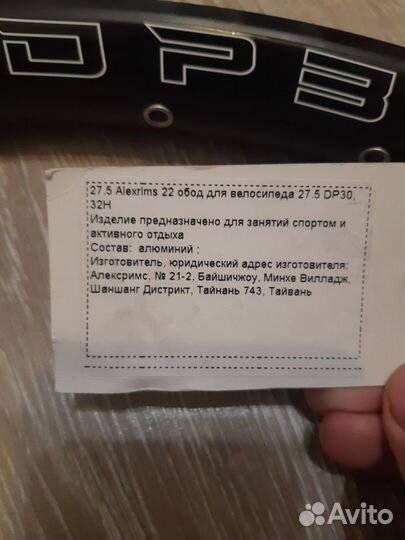 DP3
27.5 Alexrims 22 обод для велосипеда 27.5 DP30,
32H
Изделие предназначено для занятий спортом и
активного отдыха
Состав: алюминий ;
Изготовитель, юридический адрес изготовителя:
Алексримс, № 21-2, Байшичжоу, Минхе Вилладж,
Шаншанг Дистрикт, Тайнань 743, Тайвань
Avito